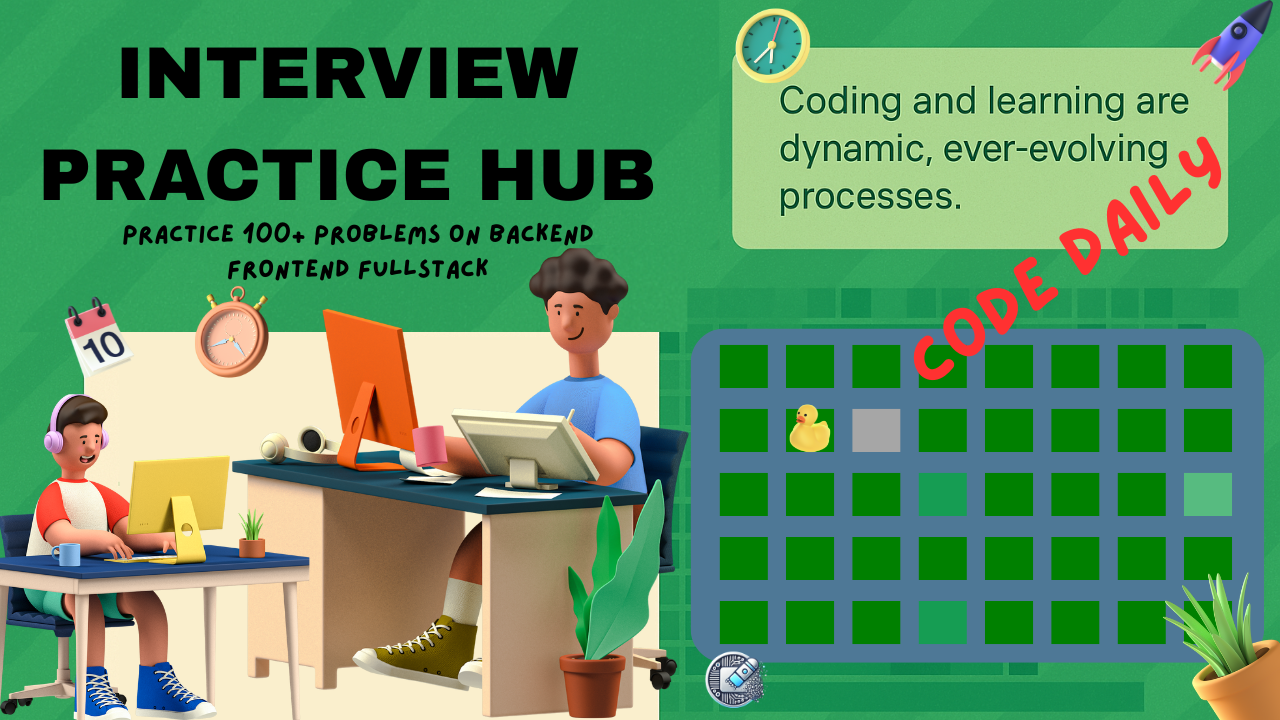 INTERVIEW
PRACTICE HUB
PRACTICE 100+ PROBLEMS ON BACKEND
FRONTEND FULLSTACK
10
Coding and learning are
dynamic, ever-evolving
processes.
CODE DAILY